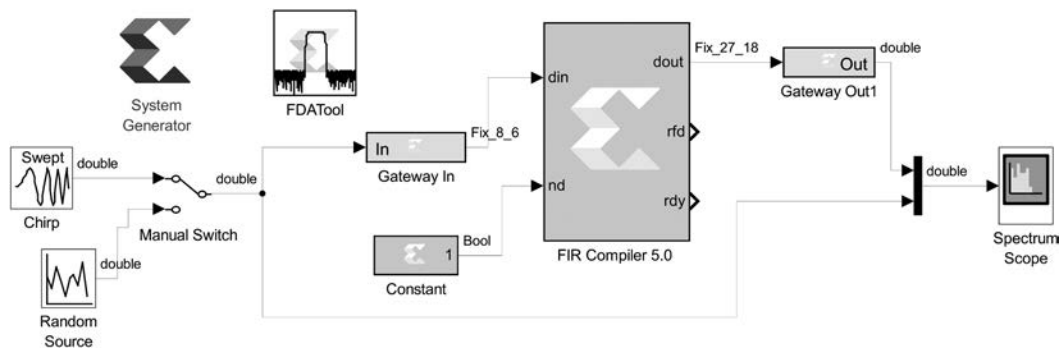 System
Generator
FDATool
Swept
double
Chirp
double
Manual Switch
double
Random
Source
In
Gateway In
Fix_8_6
Bool
1
Constant
din
nd
dout
rfd
rdy
FIR Compiler 5.0
Fix_27_18
Out
double
Gateway Out1
double
Spectrum
Scope